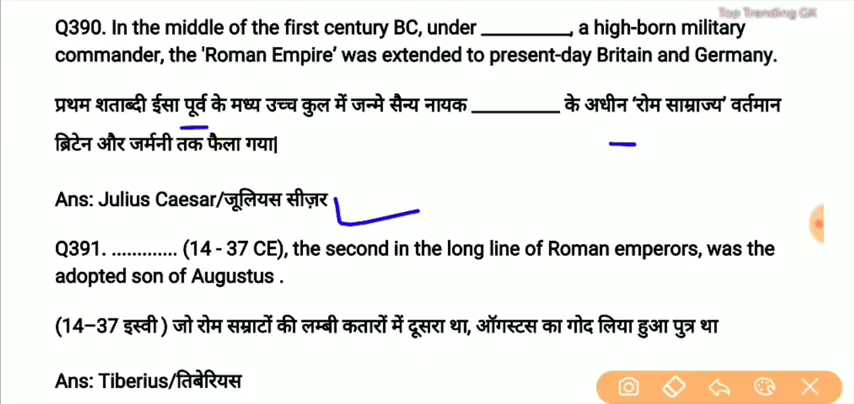 Top Trending GK
Q390. In the middle of the first century BC, under _________, a high-born military
commander, the 'Roman Empire’ was extended to present-day Britain and Germany.
प्रथम शताब्दी ईसा पूर्व के मध्य उच्च कुल में जन्मे सैन्य नायक _________ के अधीन ‘रोम साम्राज्य’ वर्तमान
ब्रिटेन और जर्मनी तक फैला गया|
Ans: Julius Caesar/जूलियस सीज़र
Q391. ............. (14 - 37 CE), the second in the long line of Roman emperors, was the
adopted son of Augustus .
(14–37 इस्वी ) जो रोम सम्राटों की लम्बी कतारों में दूसरा था, ऑगस्टस का गोद लिया हुआ पुत्र था
Ans: Tiberius/तिबेरियस